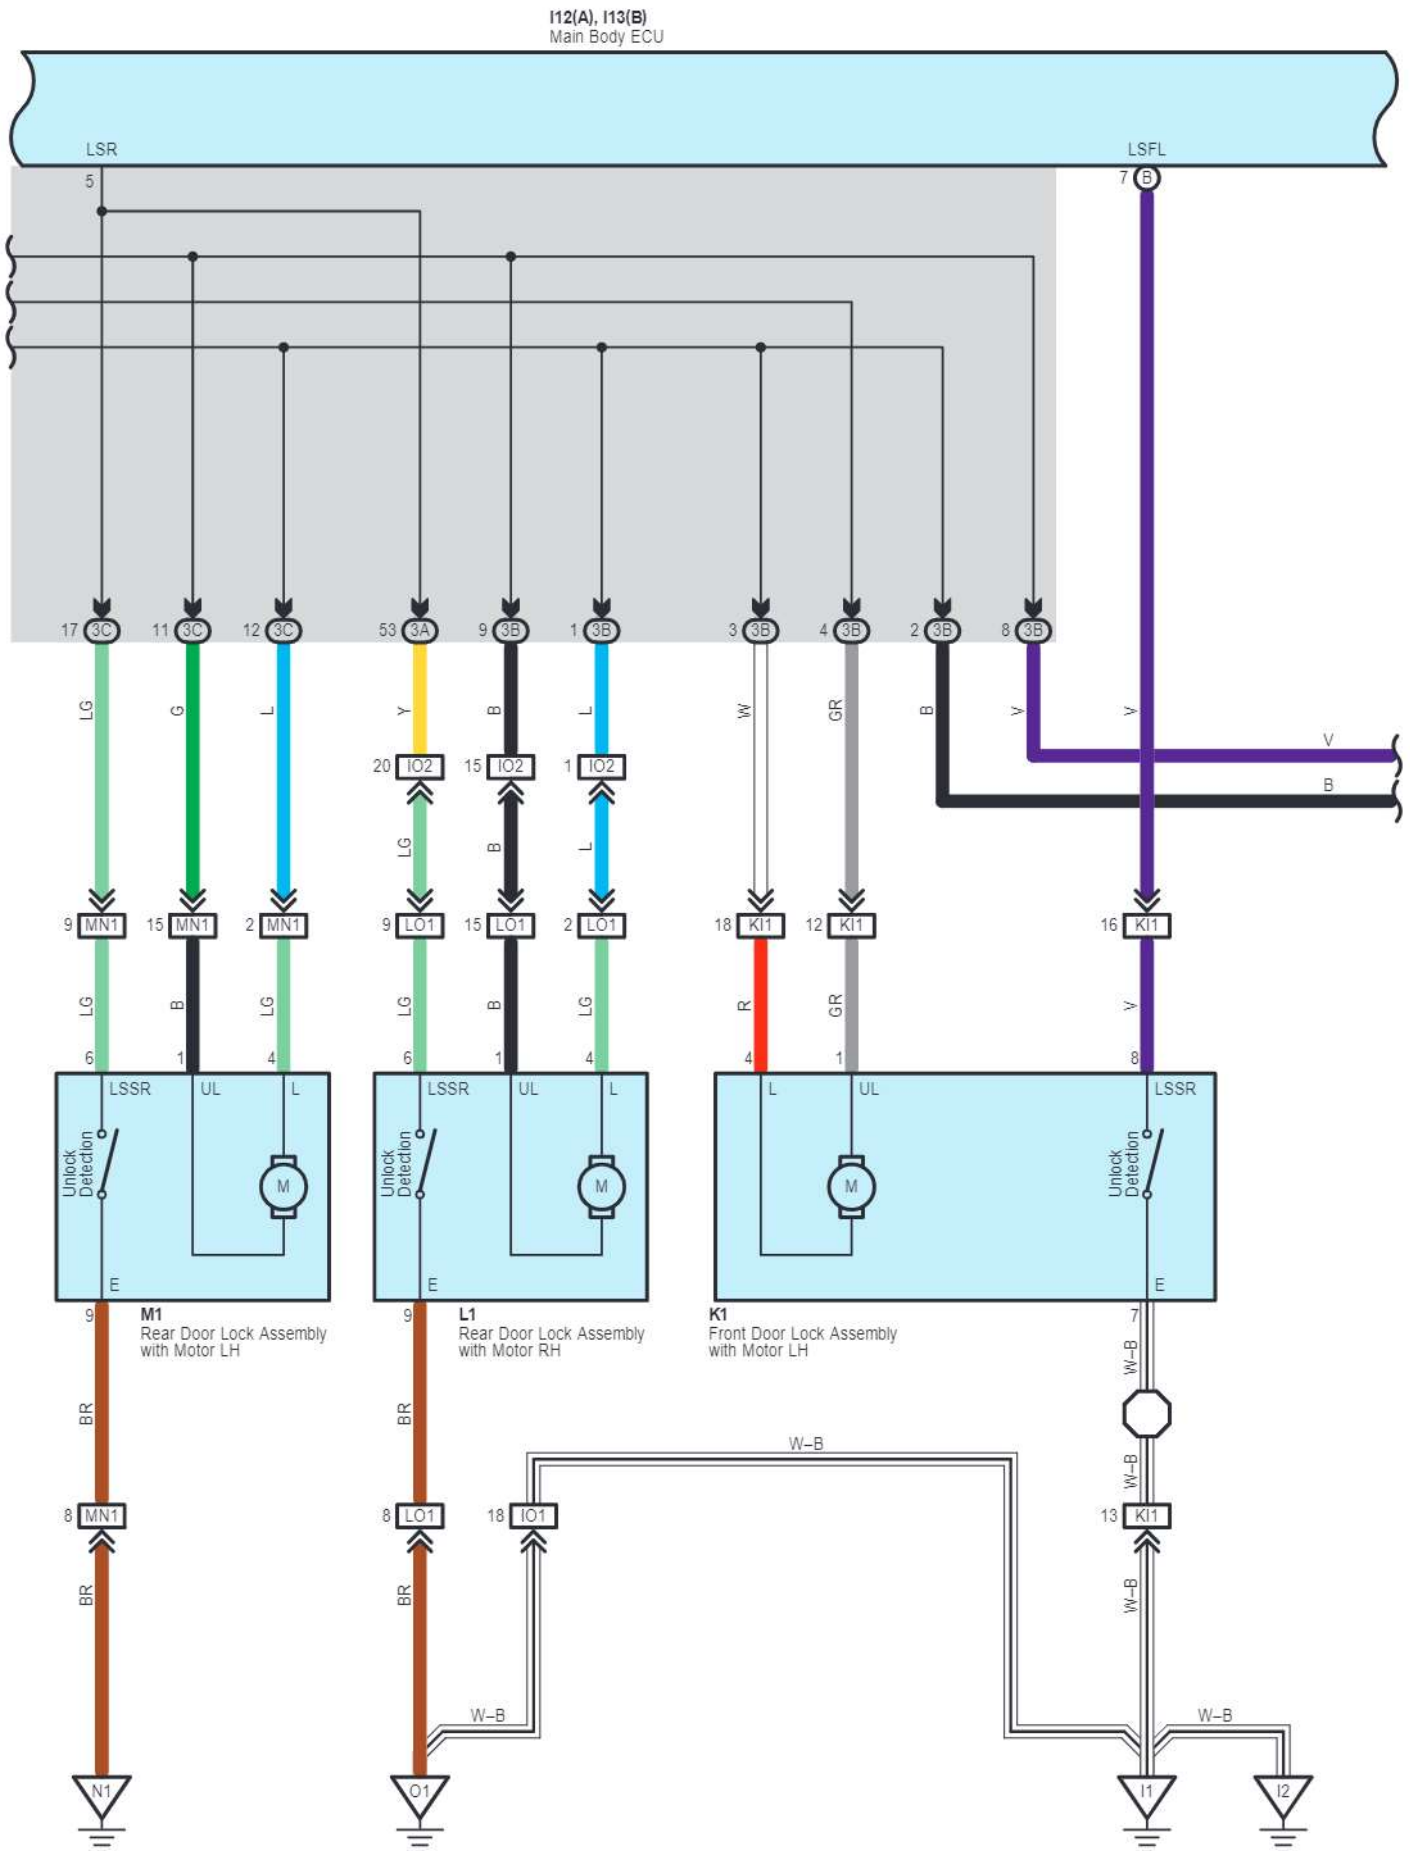 I12(A), I13(B)
Main Body ECU
LSR
LSFL
5
7 B
17 3C
11 3C
12 3C
53 3A
9 3B
1 3B
3 3B
4 3B
2 3B
8 3B
LG
G
L
Y
B
L
W
GR
B
V
V
V
B
20 IO2
15 IO2
1 IO2
LG
B
L
9 MN1
15 MN1
2 MN1
9 LO1
15 LO1
2 LO1
18 KI1
12 KI1
16 KI1
LG
B
LG
LG
B
LG
R
GR
V
6
1
4
6
1
4
4
1
8
LSSR
UL
L
LSSR
UL
L
L
UL
LSSR
Unlock
Detection
M
Unlock
Detection
M
M
Unlock
Detection
E
E
E
9
M1
Rear Door Lock Assembly
with Motor LH
9
L1
Rear Door Lock Assembly
with Motor RH
K1
Front Door Lock Assembly
with Motor LH
7
W–B
BR
BR
W–B
W–B
8 MN1
8 LO1
18 IO1
13 KI1
BR
BR
W–B
W–B
W–B
N1
O1
I1
I2